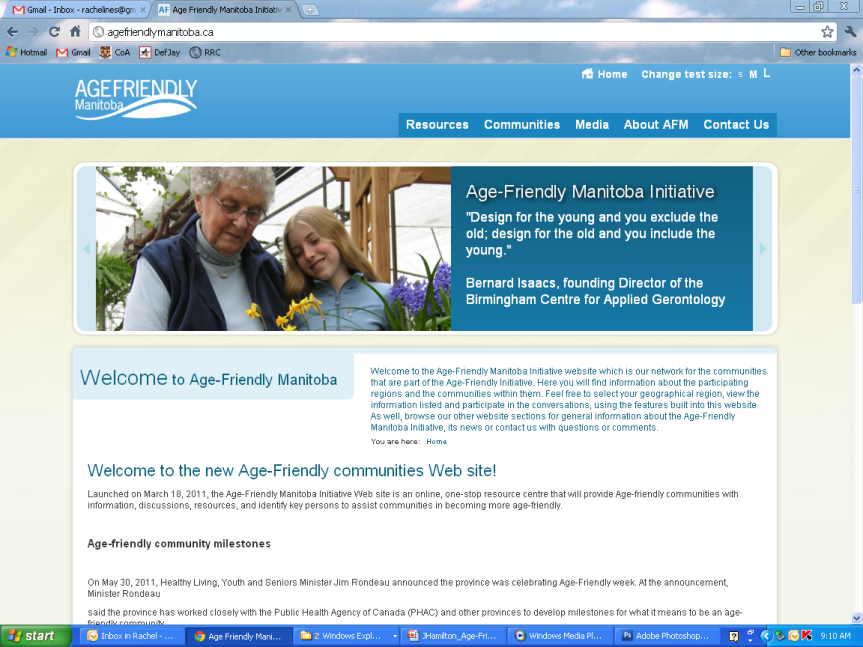 Gmail - Inbox - rachelines@gm
Age Friendly Manitoba Initiativ
agefriendlymanitoba.ca
Hotmail Gmail CoA DefJay RRC Other bookmarks
Home Change test size: s M L
AGE FRIENDLY
Manitoba
Resources Communities Media About AFM Contact Us
Age-Friendly Manitoba Initiative
"Design for the young and you exclude the
old; design for the old and you include the
young."
Bernard Isaacs, founding Director of the
Birmingham Centre for Applied Gerontology
Welcome to Age-Friendly Manitoba
Welcome to the Age-Friendly Manitoba Initiative website which is our network for the communities
that are part of the Age-Friendly Initiative. Here you will find information about the participating
regions and the communities within them. Feel free to select your geographical region, view the
information listed and participate in the conversations, using the features built into this website.
As well, browse our other website sections for general information about the Age-Friendly
Manitoba Initiative, its news or contact us with questions or comments.
You are here: Home
Welcome to the new Age-Friendly communities Web site!
Launched on March 18, 2011, the Age-Friendly Manitoba Initiative Web site is an online, one-stop resource centre that will provide Age-friendly communities with
information, discussions, resources, and identify key persons to assist communities in becoming more age-friendly.
Age-friendly community milestones
On May 30, 2011, Healthy Living, Youth and Seniors Minister Jim Rondeau announced the province was celebrating Age-Friendly week. At the announcement,
Minister Rondeau
said the province has worked closely with the Public Health Agency of Canada (PHAC) and other provinces to develop milestones for what it means to be an age-
friendly community.
start Inbox in Rachel - ... Age Friendly Mani... 2 Windows Expl... JHamilton_Age-Fri... Windows Media Pl... Adobe Photoshop... 9:10 AM